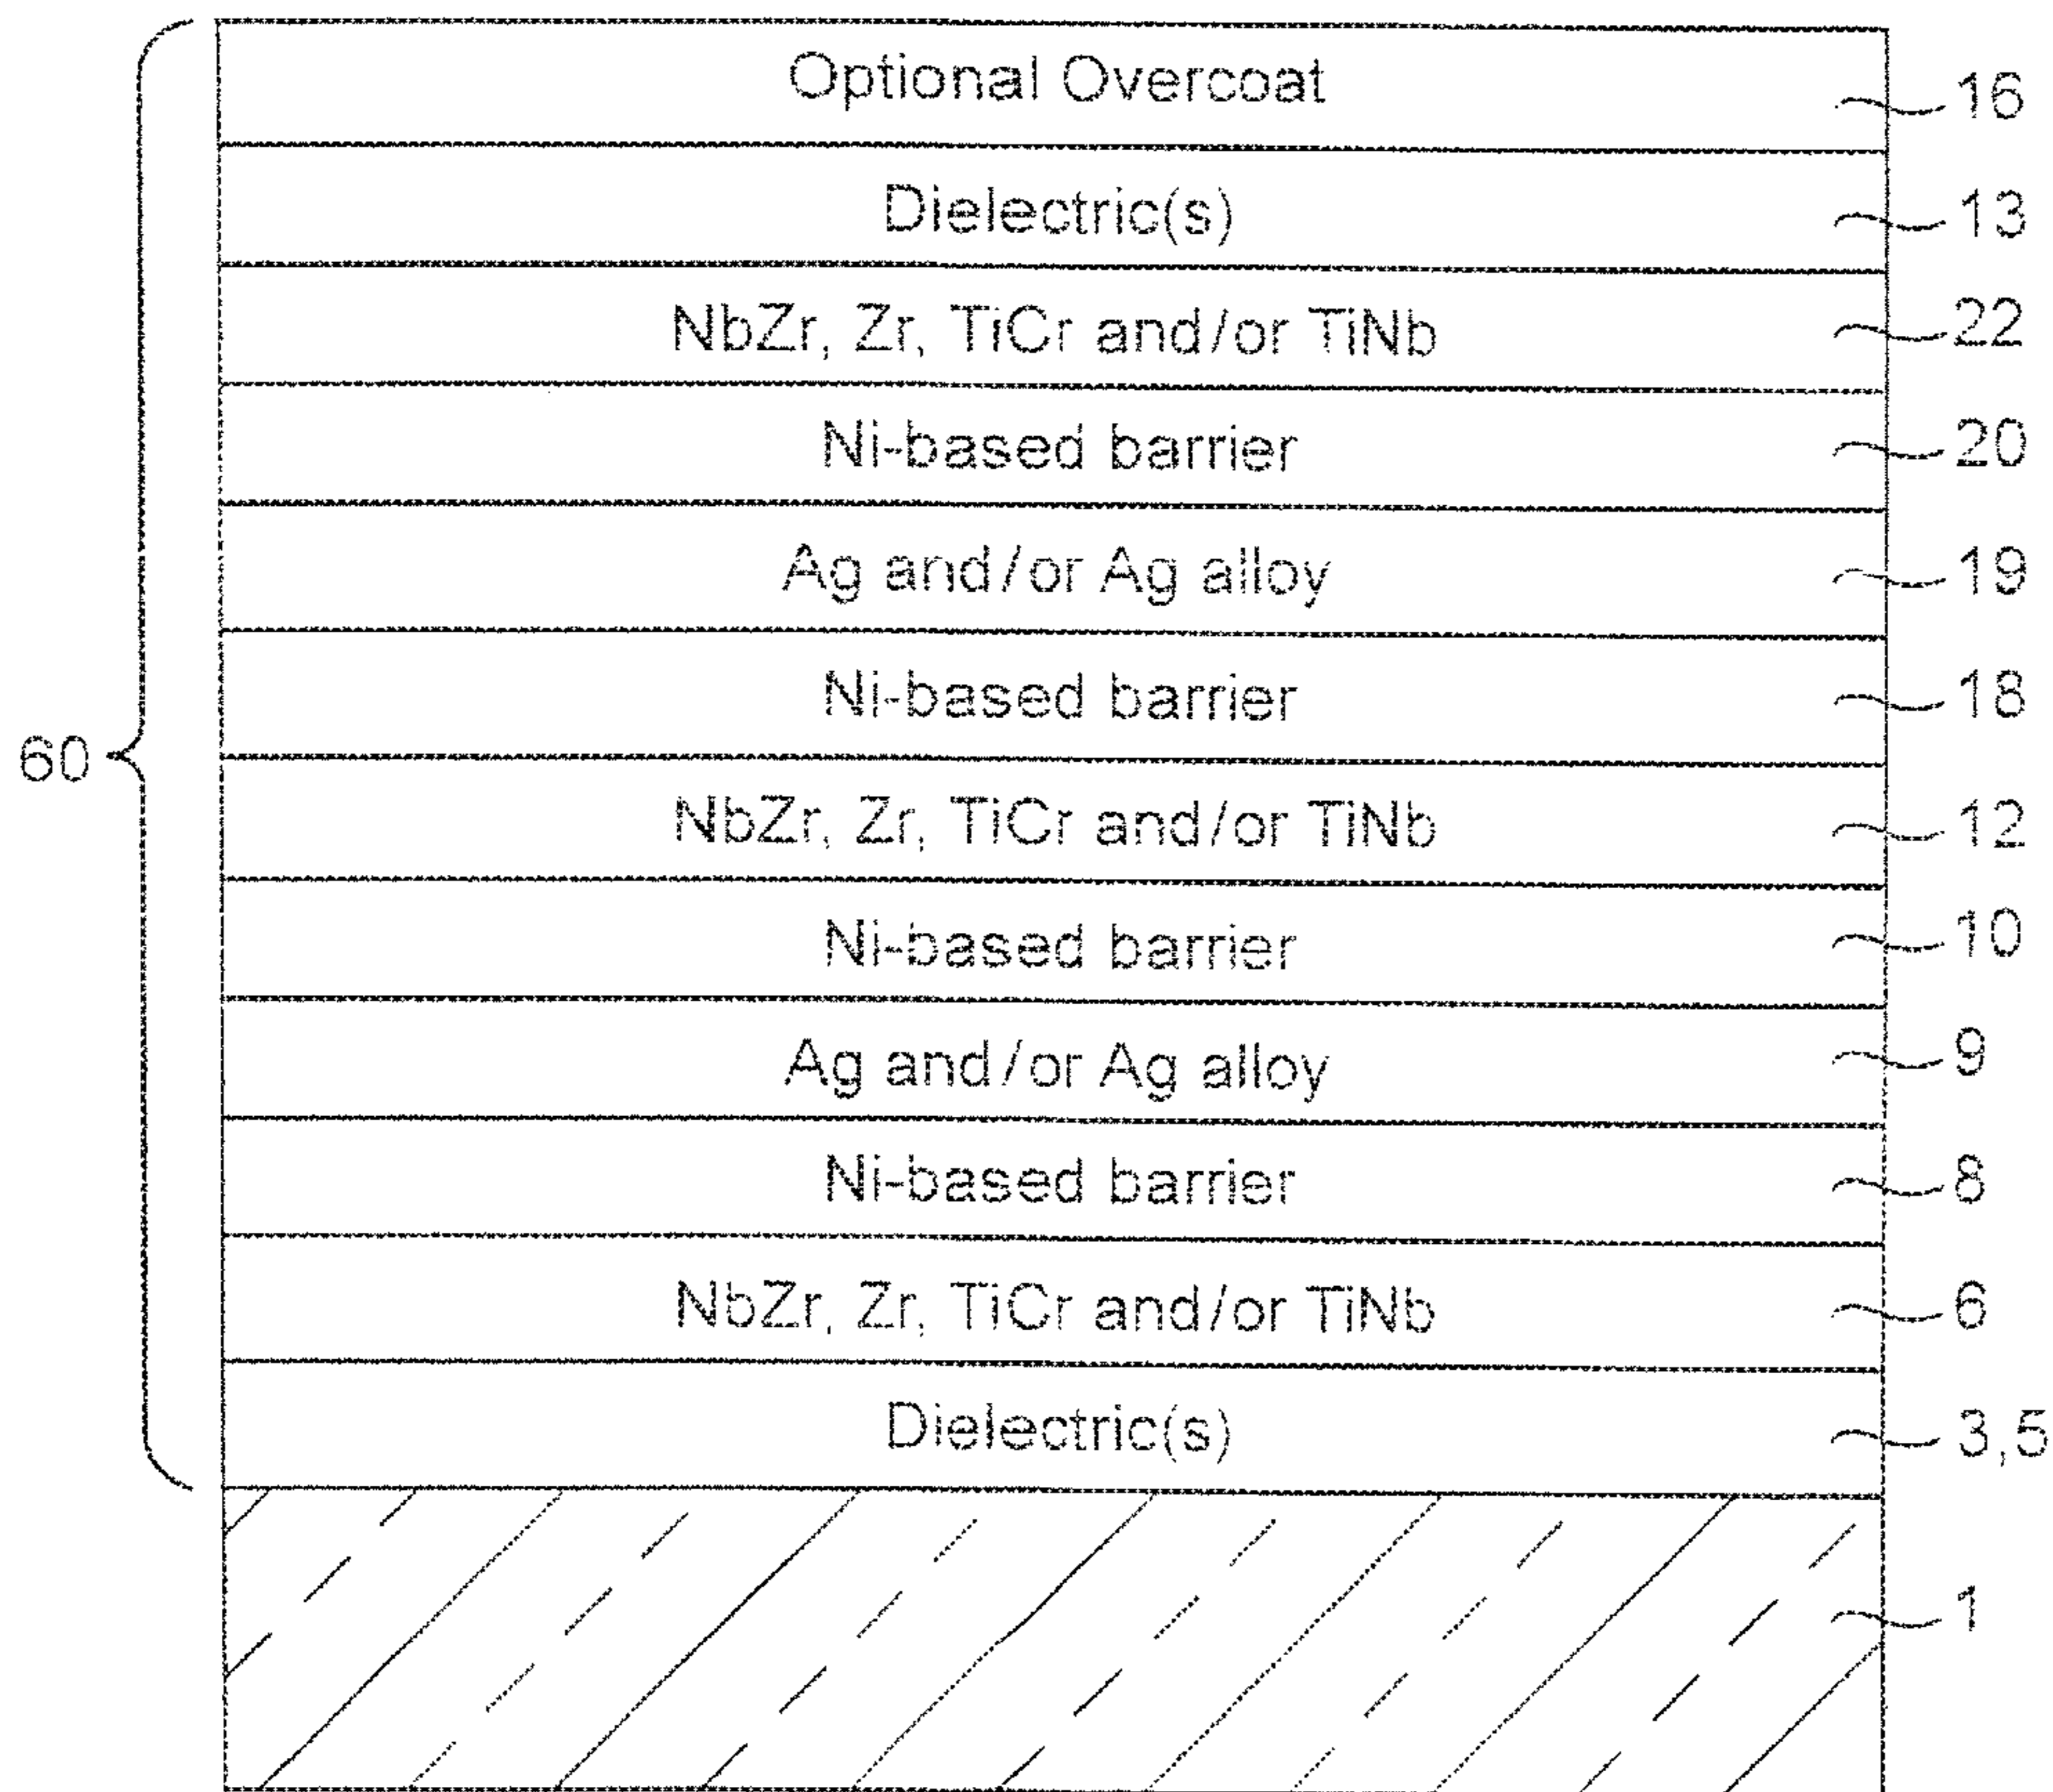 Optional Overcoat 16
Dielectric(s) 13
NbZr, Zr, TiCr and/or TiNb 22
Ni-based barrier 20
Ag and/or Ag alloy 19
Ni-based barrier 18
60
NbZr, Zr, TiCr and/or TiNb 12
Ni-based barrier 10
Ag and/or Ag alloy 9
Ni-based barrier 8
NbZr, Zr, TiCr and/or TiNb 6
Dielectric(s) 3,5
1